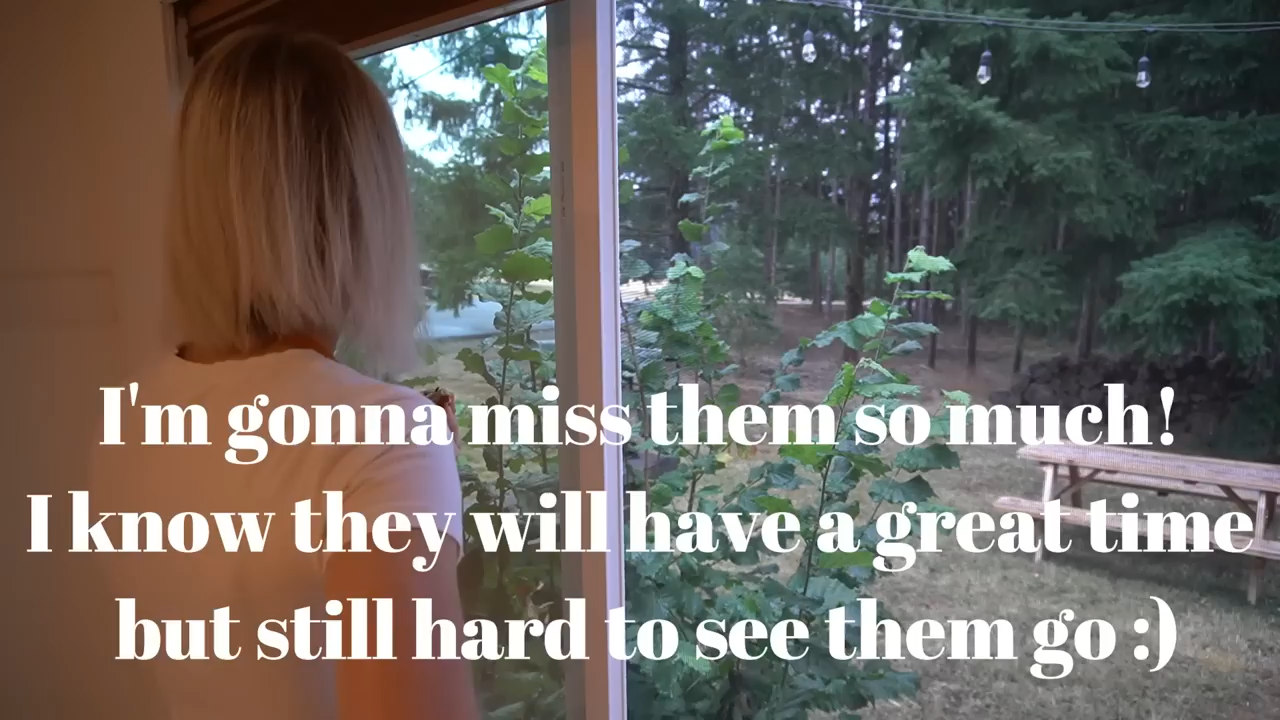 I'm gonna miss them so much!
I know they will have a great time
but still hard to see them go :)